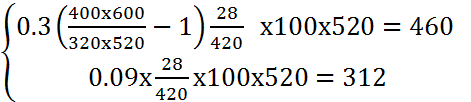 0.3(400x600/320x520 − 1) 28/420 x100x520 = 460
0.09x 28/420 x100x520 = 312